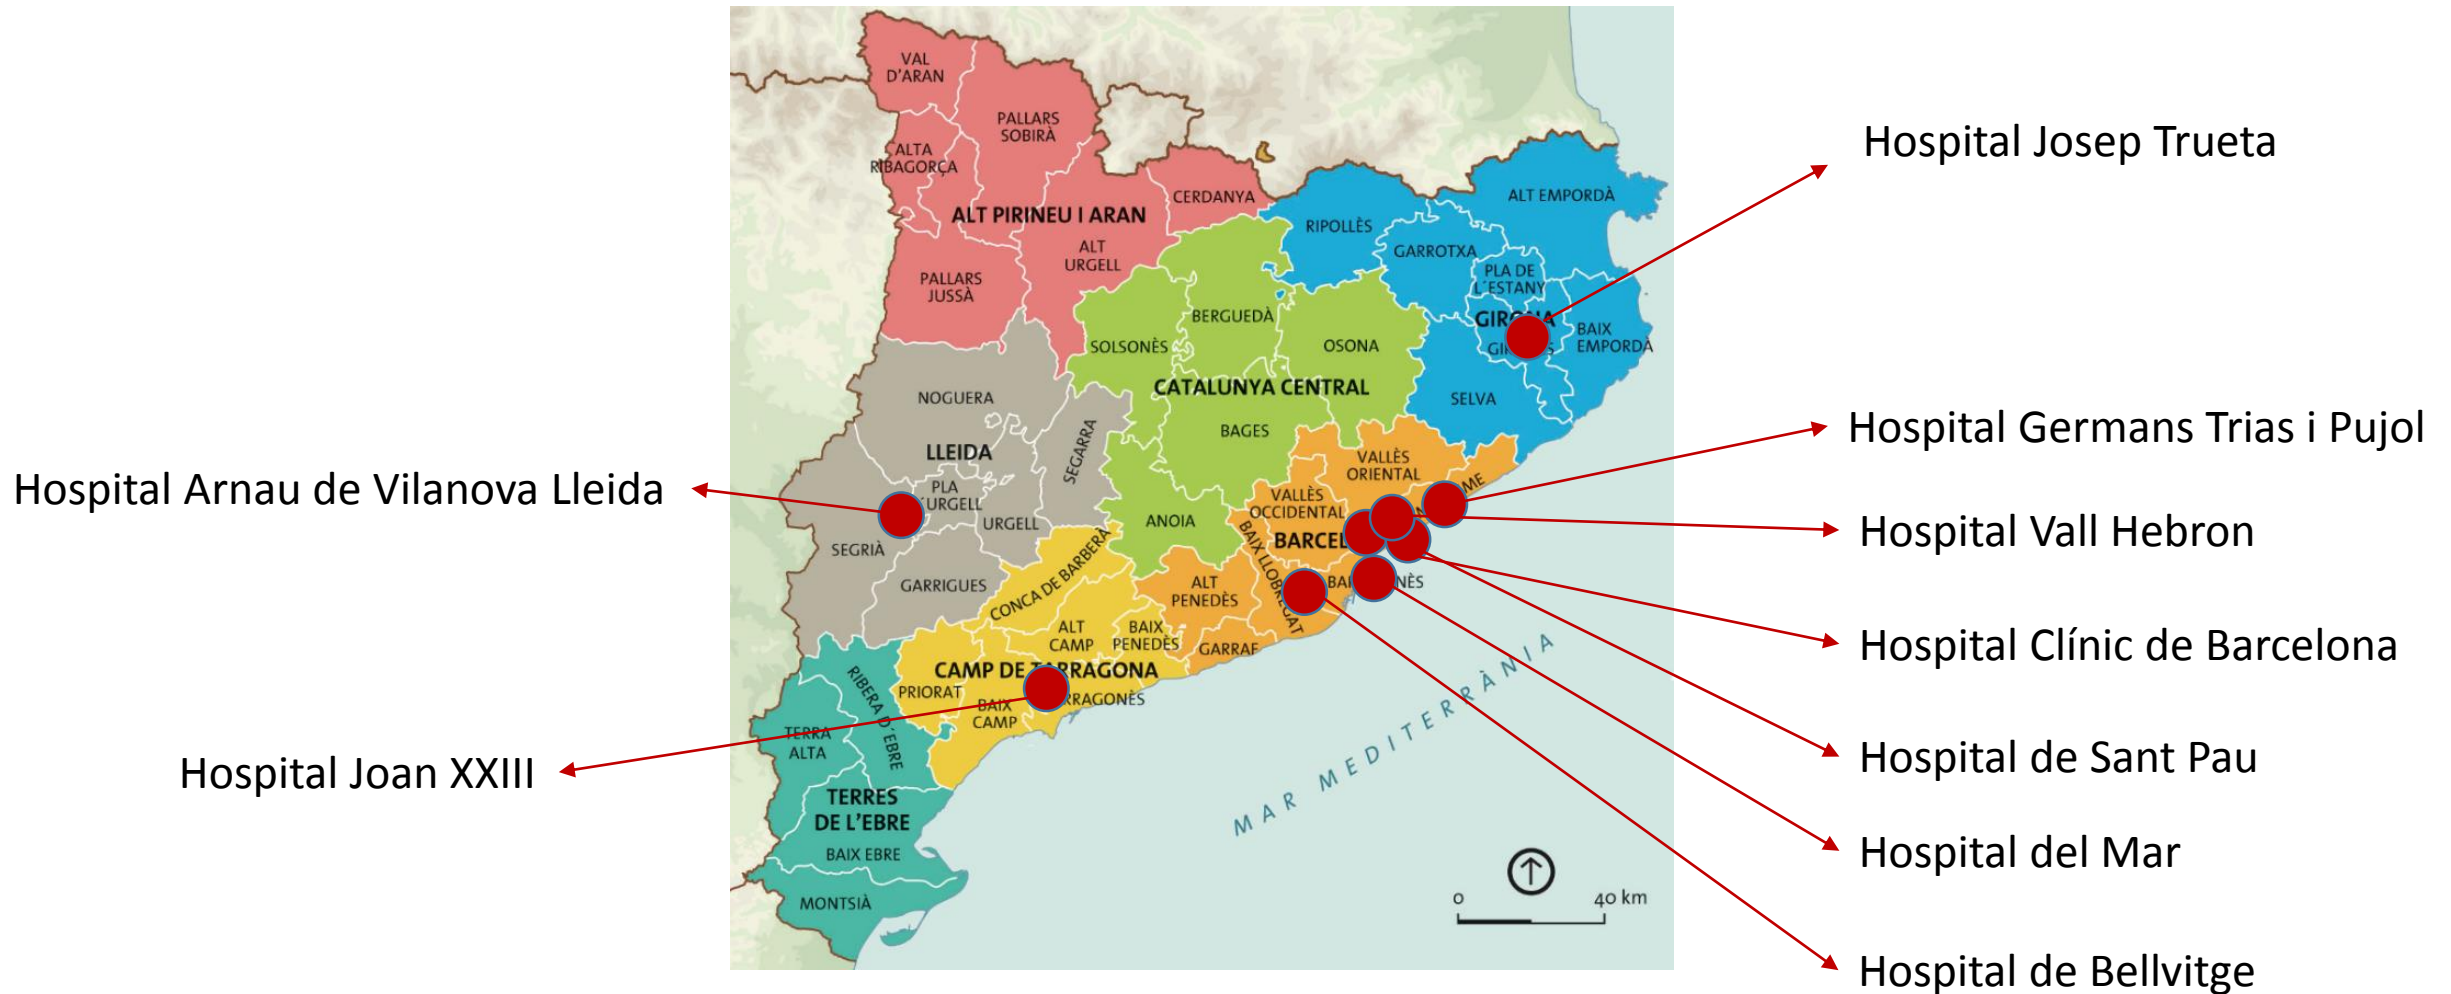 VAL
D'ARAN
PALLARS
SOBIRÀ
ALTA
RIBAGORÇA
ALT PIRINEU I ARAN
CERDANYA
ALT
URGELL
PALLARS
JUSSÀ
RIPOLLÈS
ALT EMPORDÀ
GARROTXA
PLA DE
L'ESTANY
BAIX
EMPORDÀ
SELVA
BERGUEDÀ
SOLSONÈS
OSONA
CATALUNYA CENTRAL
BAGES
ANOIA
NOGUERA
LLEIDA
SEGARRA
PLA
URGELL
URGELL
SEGRIÀ
GARRIGUES
VALLÈS
ORIENTAL
VALLÈS
OCCIDENTAL
BAIX LLOBREGAT
ALT
PENEDÈS
GARRAF
CONCA DE BARBERÀ
ALT
CAMP
BAIX
PENEDÈS
CAMP DE TARRAGONA
PRIORAT
BAIX
CAMP
RIBERA D'EBRE
TERRA
ALTA
TERRES
DE L'EBRE
BAIX EBRE
MONTSIÀ
MAR MEDITERRÀNIA
0 40 km
Hospital Arnau de Vilanova Lleida
Hospital Joan XXIII
Hospital Josep Trueta
Hospital Germans Trias i Pujol
Hospital Vall Hebron
Hospital Clínic de Barcelona
Hospital de Sant Pau
Hospital del Mar
Hospital de Bellvitge